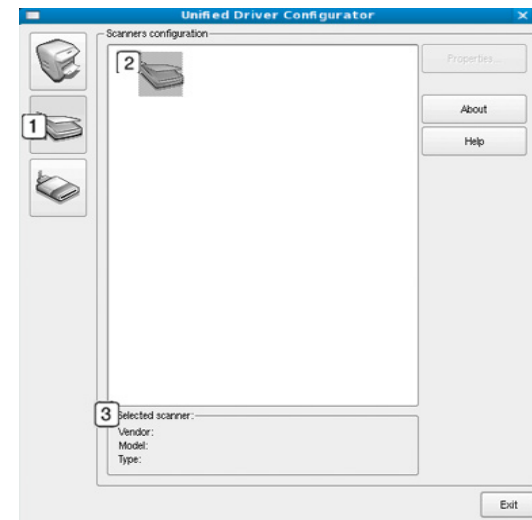 Unified Driver Configurator
Scanners configuration
2
Properties...
1
About
Help
3
Selected scanner:
Vendor:
Model:
Type:
Exit